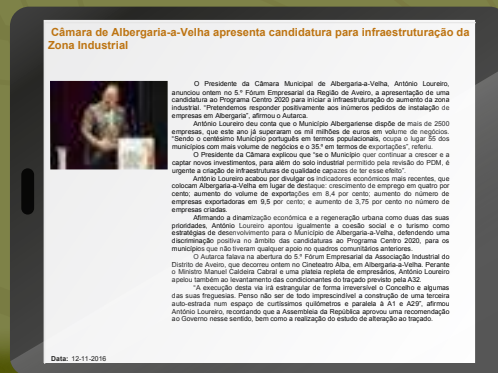 Câmara de Albergaria-a-Velha apresenta candidatura para infraestruturação da
Zona Industrial
O Presidente da Câmara Municipal de Albergaria-a-Velha, António Loureiro,
anunciou ontem no 5.º Fórum Empresarial da Região de Aveiro, a apresentação de uma
candidatura ao Programa Centro 2020 para iniciar a infraestruturação do aumento da zona
industrial. "Pretendemos responder positivamente aos inúmeros pedidos de instalação de
empresas em Albergaria", afirmou o Autarca.
António Loureiro deu conta que o Município Albergariense dispõe de mais de 2500
empresas, que este ano já superaram os mil milhões de euros em volume de negócios.
"Sendo o centésimo Município português em termos populacionais, ocupa o lugar 55 dos
com mais volume de negócios e o 35.º em termos de exportações", referiu.
O Presidente da Câmara explicou que "se o Município quer continuar a crescer e a
captar novos investimentos, para além do solo industrial permitido pela revisão do PDM, é
urgente a criação de infraestruturas de qualidade capazes de ter esse efeito".
António Loureiro acabou por divulgar os indicadores económicos mais recentes, que
colocam Albergaria-a-Velha em lugar de destaque: crescimento de emprego em quatro por
cento; aumento do volume de exportações em 8,4 por cento; aumento do número de
empresas exportadoras em 9,5 por cento; e aumento de 3,75 por cento no número de
empresas criadas.
Afirmando a dinamização económica e a regeneração urbana como duas das suas
prioridades, António Loureiro apontou igualmente a coesão social e o turismo como
estratégias de desenvolvimento para o Município de Albergaria-a-Velha, defendendo uma
discriminação positiva no âmbito das candidaturas ao Programa Centro 2020, para os
municípios que não tiveram qualquer apoio no quadros comunitários anteriores.
O Autarca falava na abertura do 5.º Fórum Empresarial da Associação Industrial do
Distrito de Aveiro, que decorreu ontem no Cineteatro Alba, em Albergaria-a-Velha. Perante
o Ministro Manuel Caldeira Cabral e uma plateia repleta de empresários, António Loureiro
apelou também ao levantamento das condicionantes do traçado previsto pela A32.
"A execução desta via irá estrangular de forma irreversível o Concelho e algumas
das suas freguesias. Penso não ser de todo imprescindível a construção de uma terceira
auto-estrada num espaço de curtíssimos quilómetros e paralela à A1 e A29", afirmou
António Loureiro, recordando que a Assembleia da República aprovou uma recomendação
ao Governo nesse sentido, bem como a realização do estudo de alteração ao traçado.
Data: 12-11-2016